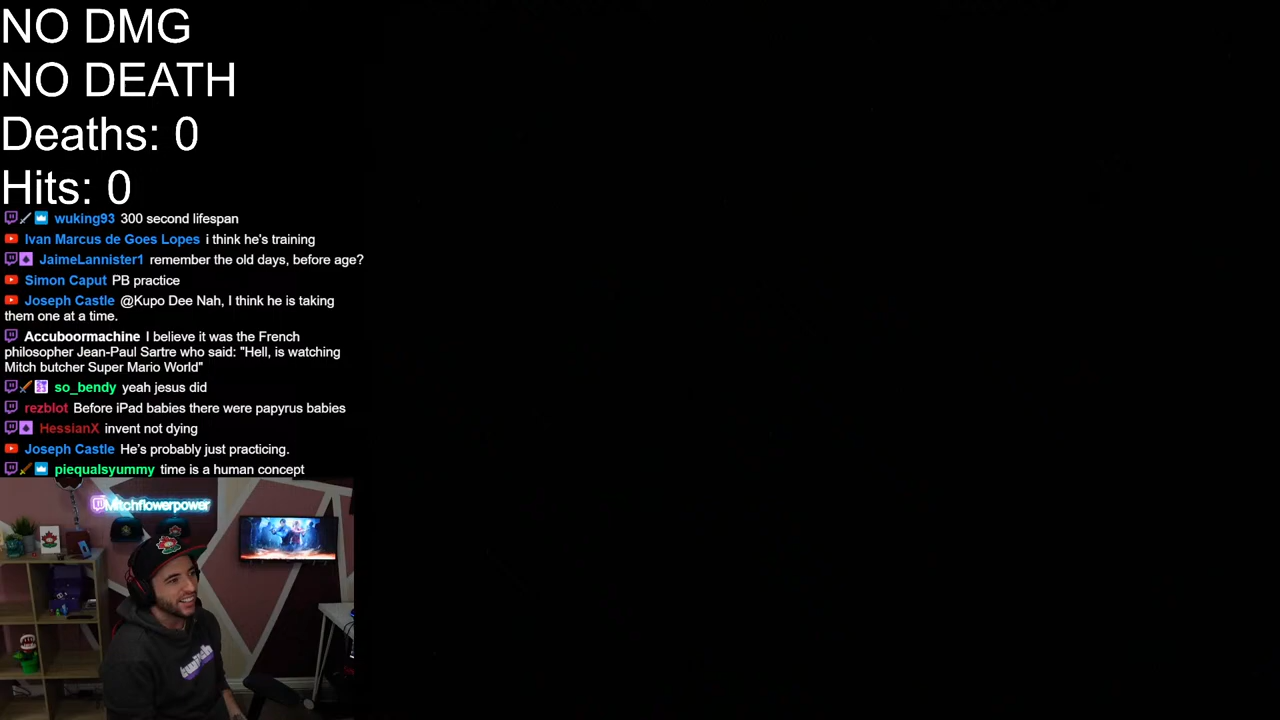 NO DMG
NO DEATH
Deaths: 0
Hits: 0
wuking93 300 second lifespan
Ivan Marcus de Goes Lopes i think he's training
JaimeLannister1 remember the old days, before age?
Simon Caput PB practice
Joseph Castle @Kupo Dee Nah, I think he is taking
them one at a time.
Accuboormachine I believe it was the French
philosopher Jean-Paul Sartre who said: "Hell, is watching
Mitch butcher Super Mario World"
so_bendy yeah jesus did
rezblot Before iPad babies there were papyrus babies
HessianX invent not dying
Joseph Castle He's probably just practicing.
piequalsyummy time is a human concept
Mitchflowerpower